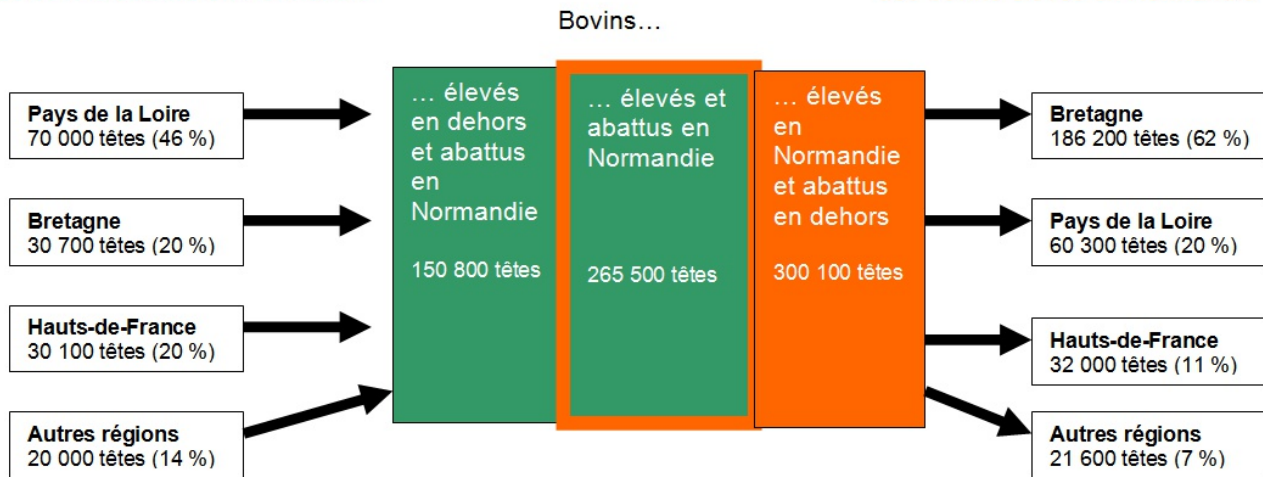 Bovins…
Pays de la Loire
70 000 têtes (46 %)
Bretagne
30 700 têtes (20 %)
Hauts-de-France
30 100 têtes (20 %)
Autres régions
20 000 têtes (14 %)
… élevés
en dehors
et abattus
en
Normandie
150 800 têtes
… élevés et
abattus en
Normandie
265 500 têtes
… élevés
en
Normandie
et abattus
en dehors
300 100 têtes
Bretagne
186 200 têtes (62 %)
Pays de la Loire
60 300 têtes (20 %)
Hauts-de-France
32 000 têtes (11 %)
Autres régions
21 600 têtes (7 %)